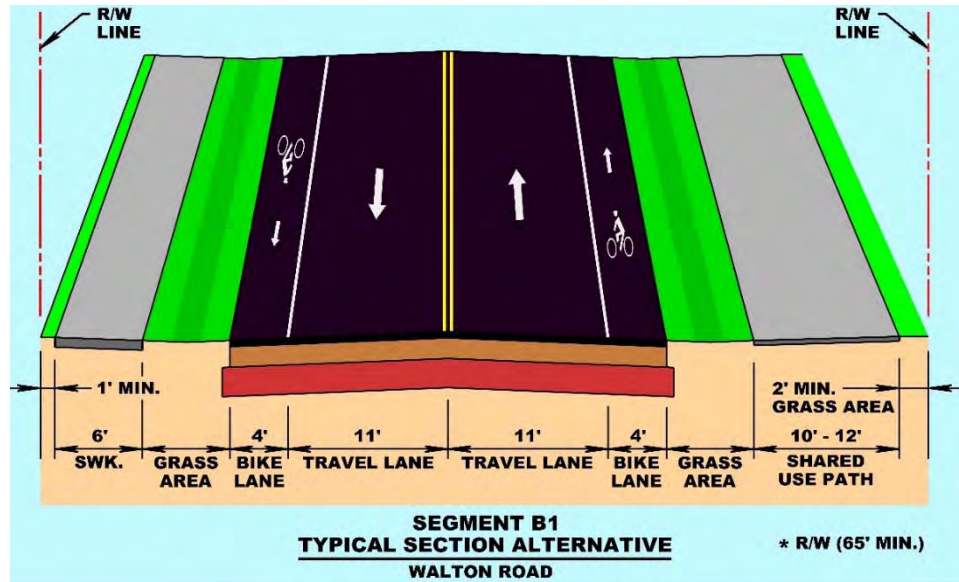 R/W
LINE
R/W
LINE
1' MIN.
2' MIN.
GRASS AREA
6'
4'
11'
11'
4'
10' - 12'
SWK.
GRASS
AREA
BIKE
LANE
TRAVEL LANE
TRAVEL LANE
BIKE
LANE
GRASS
AREA
SHARED
USE PATH
SEGMENT B1
TYPICAL SECTION ALTERNATIVE
WALTON ROAD
* R/W (65' MIN.)